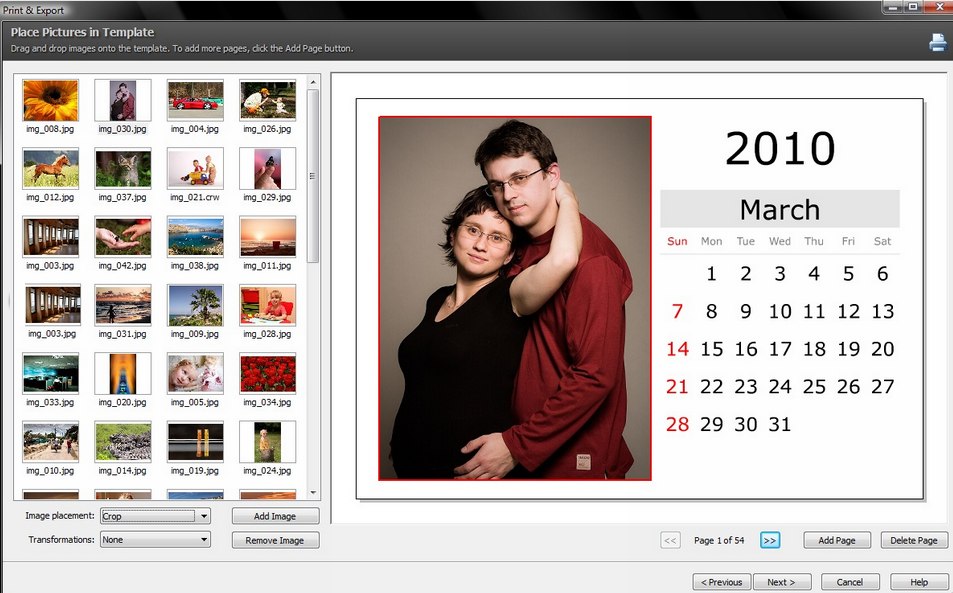 Print & Export
Place Pictures in Template
Drag and drop images onto the template. To add more pages, click the Add Page button.
img_008.jpg img_030.jpg img_004.jpg img_026.jpg
img_012.jpg img_037.jpg img_021.crw img_029.jpg
img_003.jpg img_042.jpg img_038.jpg img_011.jpg
img_003.jpg img_031.jpg img_009.jpg img_028.jpg
img_033.jpg img_020.jpg img_005.jpg img_034.jpg
img_010.jpg img_014.jpg img_019.jpg img_024.jpg
Image placement: Crop Add Image
Transformations: None Remove Image
2010
March
Sun Mon Tue Wed Thu Fri Sat
1 2 3 4 5 6
7 8 9 10 11 12 13
14 15 16 17 18 19 20
21 22 23 24 25 26 27
28 29 30 31
<< Page 1 of 54 >> Add Page Delete Page
< Previous Next > Cancel Help